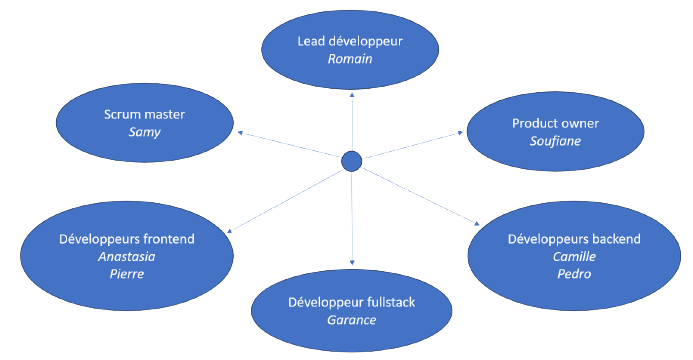 Lead développeur
Romain
Scrum master
Samy
Product owner
Soufiane
Développeurs frontend
Anastasia
Pierre
Développeurs backend
Camille
Pedro
Développeur fullstack
Garance